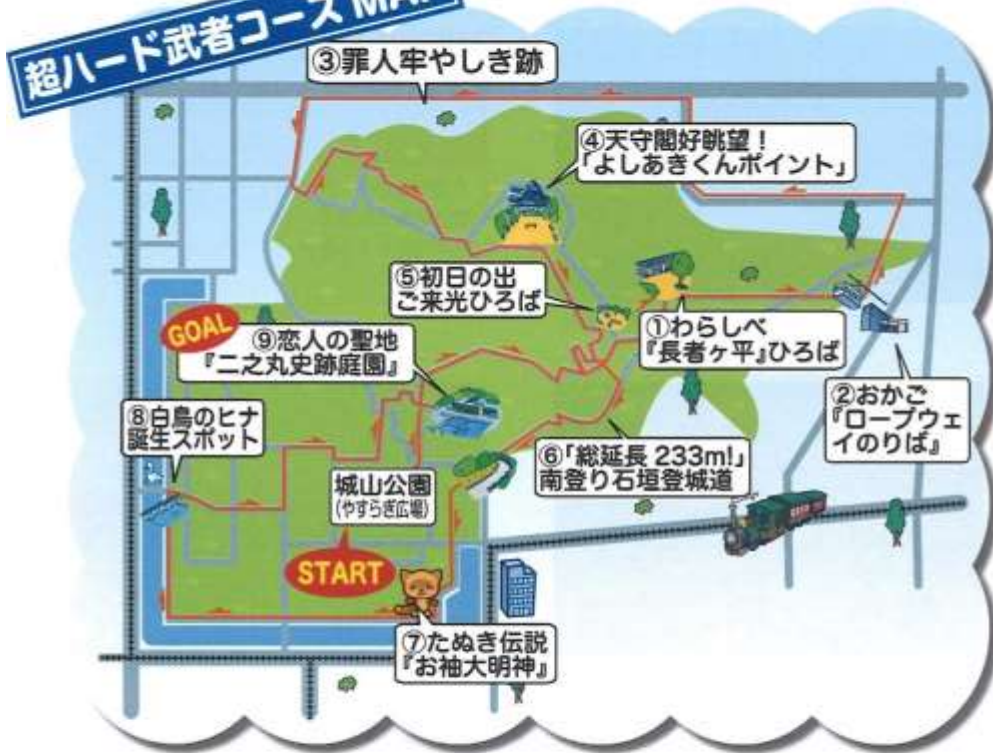 超ハード武者コース MAP
③罪人牢やしき跡
④天守閣好眺望！
「よしあきくんポイント」
⑤初日の出
ご来光ひろば
①わらしべ
『長者ヶ平』ひろば
②おかご
『ロープウェ
イのりば』
GOAL
⑨恋人の聖地
『二之丸史跡庭園』
⑧白鳥のヒナ
誕生スポット
⑥「総延長 233m!」
南登り石垣登城道
城山公園
(やすらぎ広場)
START
⑦たぬき伝説
『お袖大明神』